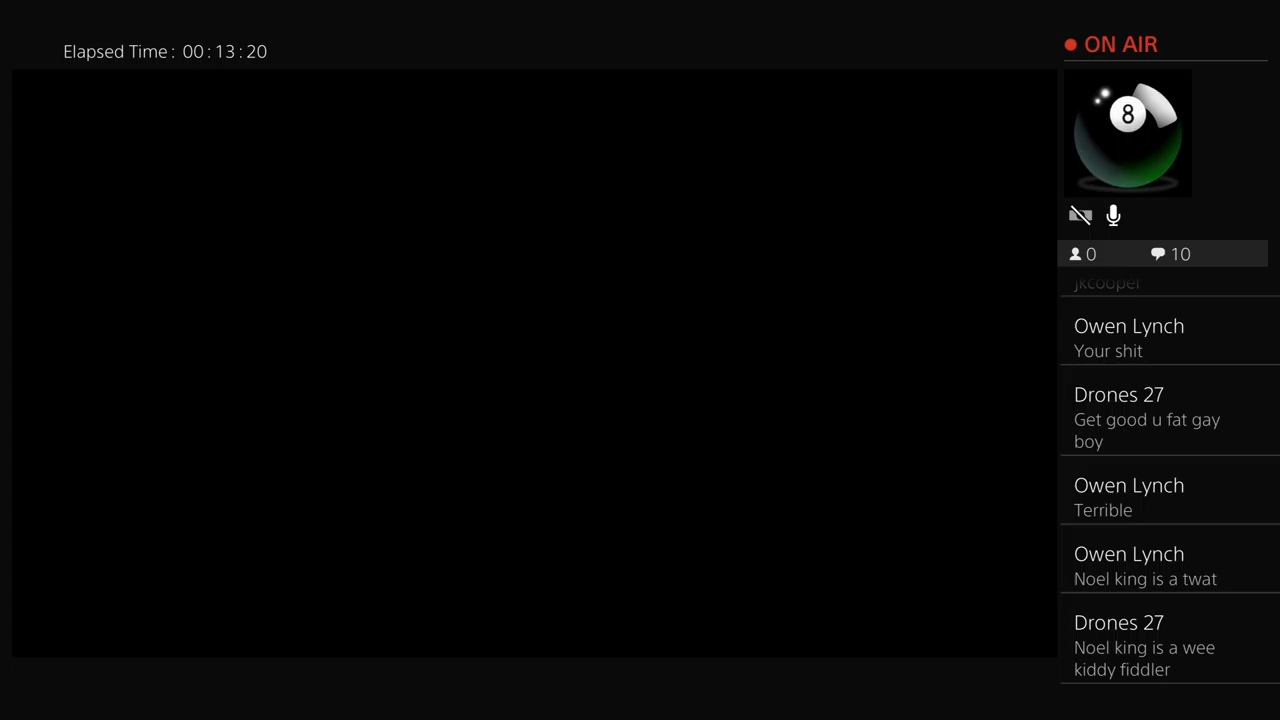 Elapsed Time: 00:13:20
ON AIR
8
0 10
jkcooper
Owen Lynch
Your shit
Drones 27
Get good u fat gay
boy
Owen Lynch
Terrible
Owen Lynch
Noel king is a twat
Drones 27
Noel king is a wee
kiddy fiddler